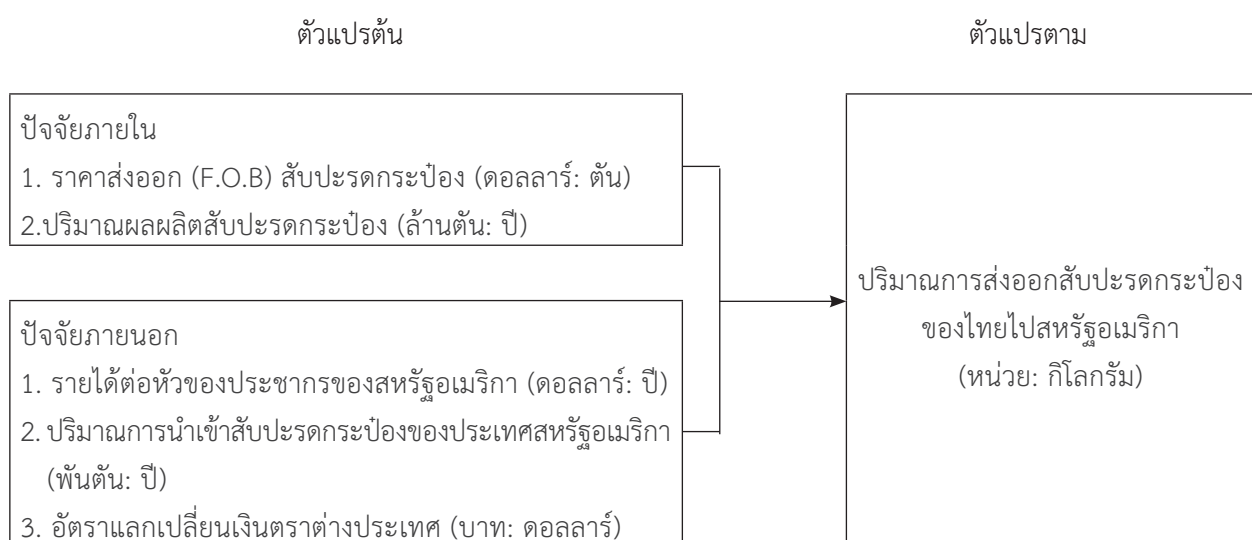 ตัวแปรต้น
ตัวแปรตาม
ปัจจัยภายใน
1. ราคาส่งออก (F.O.B) สับปะรดกระป๋อง (ดอลลาร์: ตัน)
2.ปริมาณผลผลิตสับปะรดกระป๋อง (ล้านตัน: ปี)
ปัจจัยภายนอก
1. รายได้ต่อหัวของประชากรของสหรัฐอเมริกา (ดอลลาร์: ปี)
2. ปริมาณการนำเข้าสับปะรดกระป๋องของประเทศสหรัฐอเมริกา
(พันตัน: ปี)
3. อัตราแลกเปลี่ยนเงินตราต่างประเทศ (บาท: ดอลลาร์)
ปริมาณการส่งออกสับปะรดกระป๋อง
ของไทยไปสหรัฐอเมริกา
(หน่วย: กิโลกรัม)